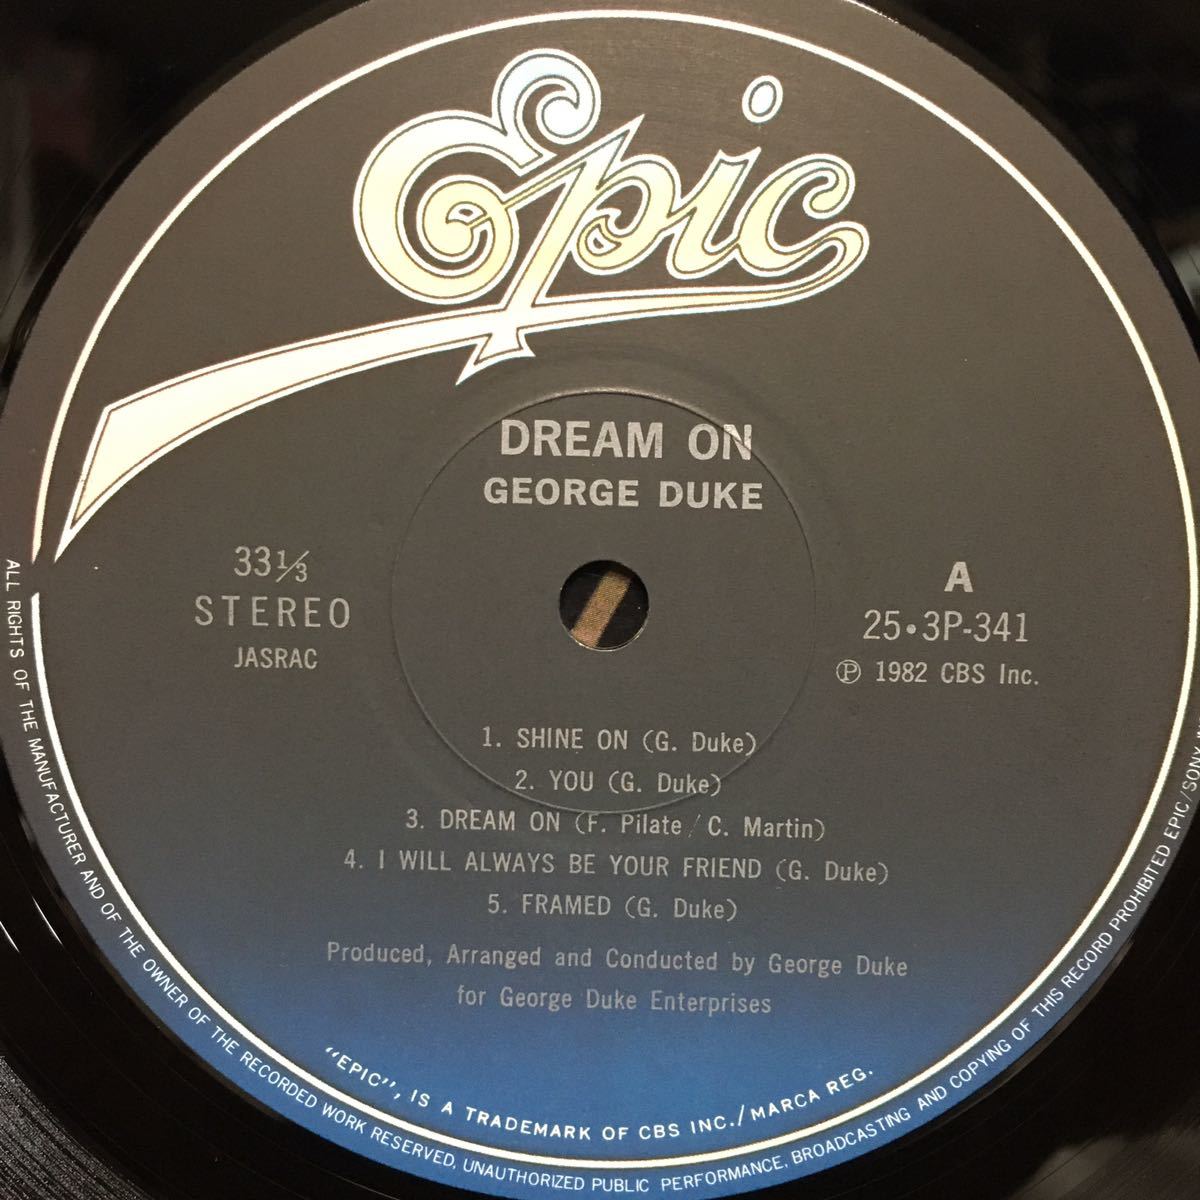 Epic
DREAM ON
GEORGE DUKE
33⅓
STEREO
JASRAC
A
25•3P-341
Ⓟ 1982 CBS Inc.
1. SHINE ON (G. Duke)
2. YOU (G. Duke)
3. DREAM ON (F. Pilate / C. Martin)
4. I WILL ALWAYS BE YOUR FRIEND (G. Duke)
5. FRAMED (G. Duke)
Produced, Arranged and Conducted by George Duke
for George Duke Enterprises
"EPIC", IS A TRADEMARK OF CBS INC./MARCA REG.
ALL RIGHTS OF THE MANUFACTURER AND OF THE OWNER OF THE RECORDED WORK RESERVED, UNAUTHORIZED PUBLIC PERFORMANCE, BROADCASTING AND COPYING OF THIS RECORD PROHIBITED EPIC/SONY